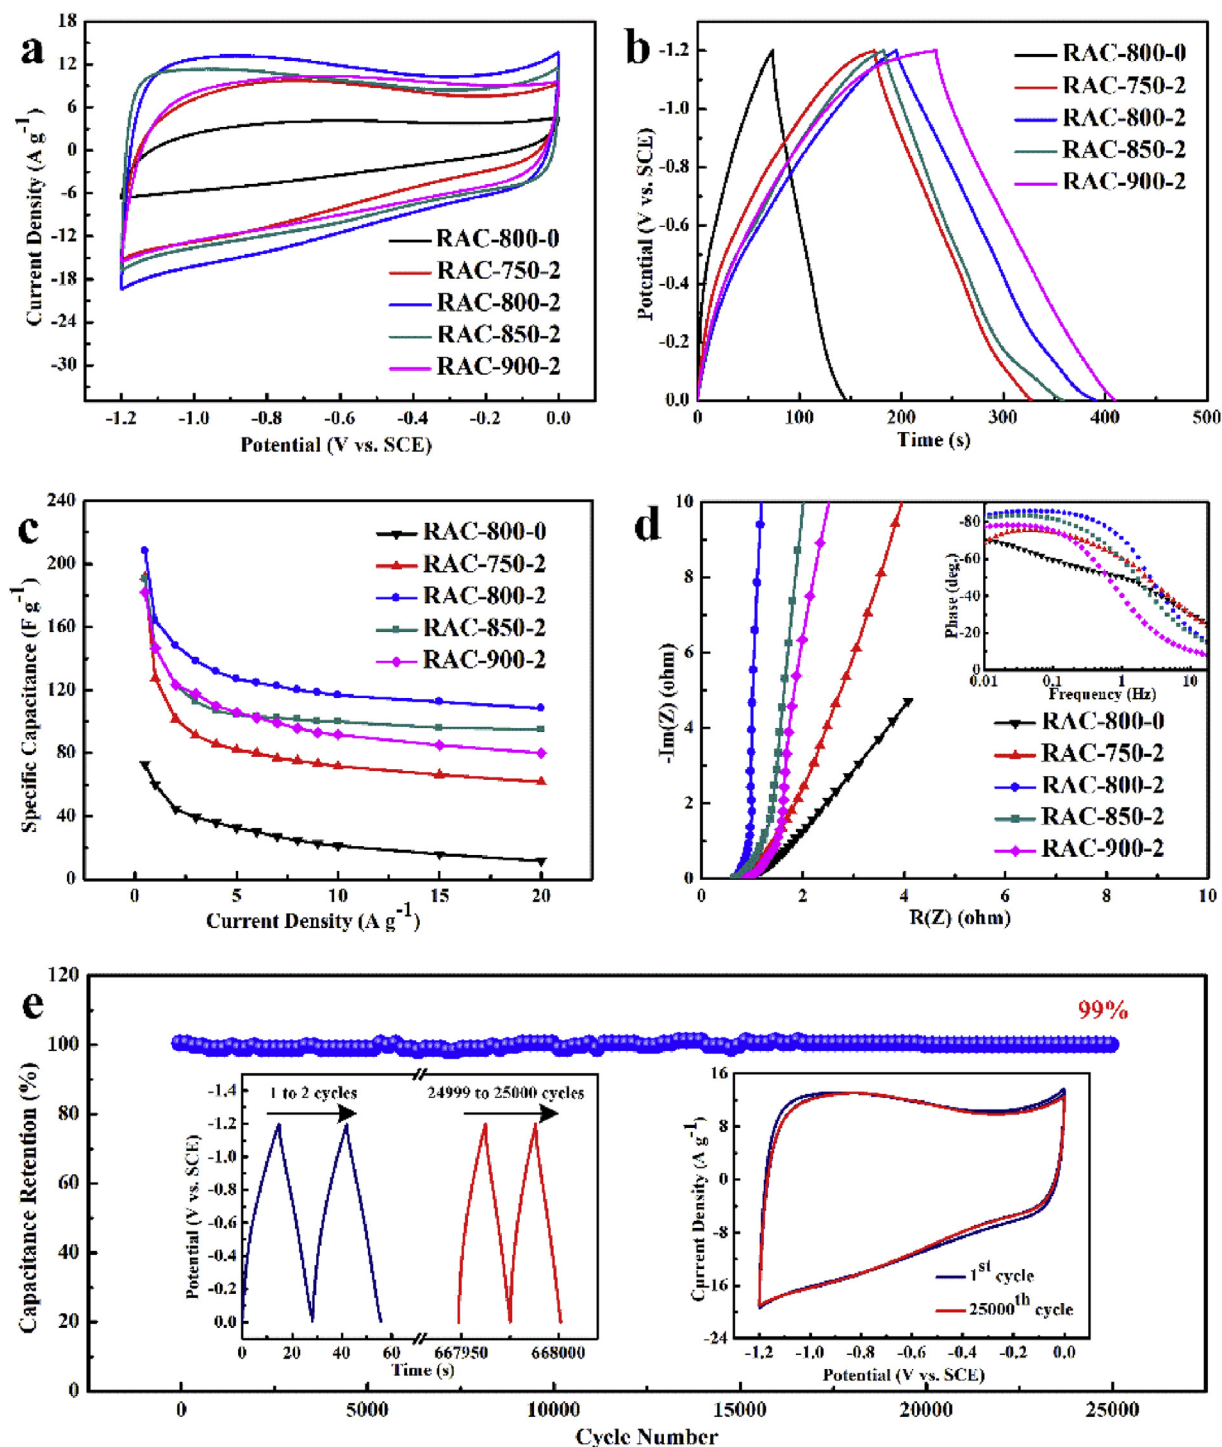 a
18
12
6
0
-6
-12
-18
-24
-30
Current Density (A g-1)
-1.2 -1.0 -0.8 -0.6 -0.4 -0.2 0.0
Potential (V vs. SCE)
RAC-800-0
RAC-750-2
RAC-800-2
RAC-850-2
RAC-900-2
b
-1.2
-1.0
-0.8
-0.6
-0.4
-0.2
0.0
Potential (V vs. SCE)
0 100 200 300 400 500
Time (s)
RAC-800-0
RAC-750-2
RAC-800-2
RAC-850-2
RAC-900-2
c
240
200
160
120
80
40
0
Specific Capacitance (F g-1)
0 5 10 15 20
Current Density (A g-1)
RAC-800-0
RAC-750-2
RAC-800-2
RAC-850-2
RAC-900-2
d
10
8
6
4
2
0
-Im(Z) (ohm)
0 2 4 6 8 10
R(Z) (ohm)
-80
-60
-40
-20
0
Phase (deg.)
0.01 0.1 1 10
Frequency (Hz)
RAC-800-0
RAC-750-2
RAC-800-2
RAC-850-2
RAC-900-2
e
120
100
80
60
40
20
0
Capacitance Retention (%)
0 5000 10000 15000 20000 25000
Cycle Number
99%
-1.4
-1.2
-1.0
-0.8
-0.6
-0.4
-0.2
0.0
Potential (V vs. SCE)
1 to 2 cycles
24999 to 25000 cycles
0 20 40 60 667950 668000
Time (s)
16
8
0
-8
-16
-24
Current Density (A g-1)
1st cycle
25000th cycle
-1.2 -1.0 -0.8 -0.6 -0.4 -0.2 0.0
Potential (V vs. SCE)